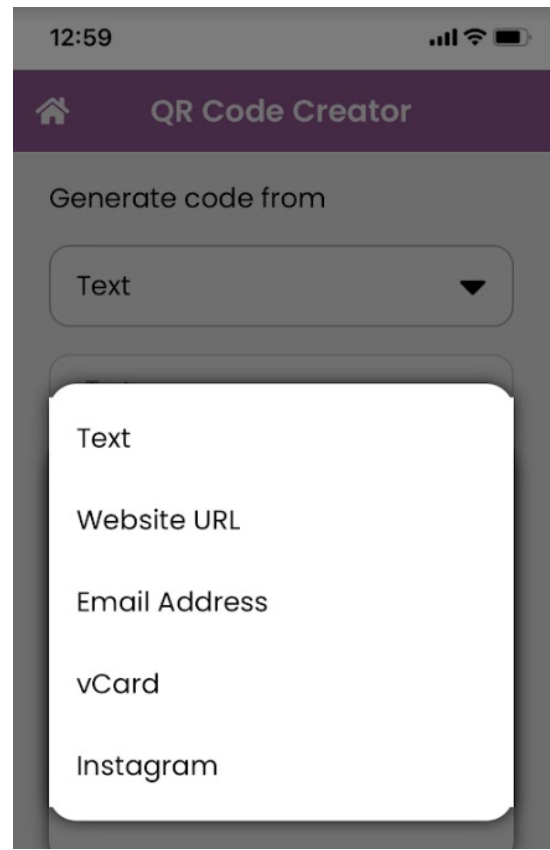 12:59
QR Code Creator
Generate code from
Text
Text
Website URL
Email Address
vCard
Instagram